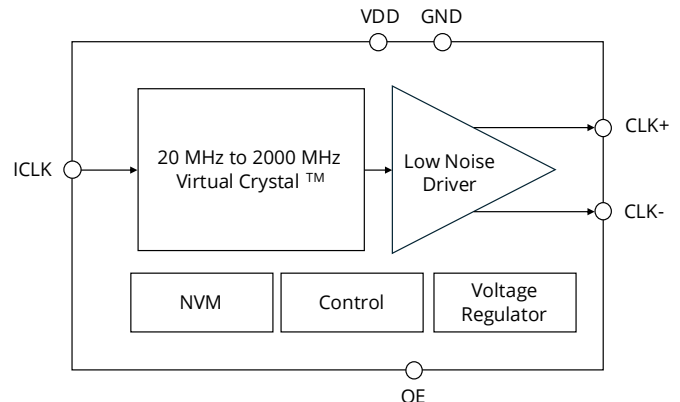 VDD GND
CLK+
ICLK
20 MHz to 2000 MHz
Virtual Crystal TM
Low Noise
Driver
CLK-
NVM
Control
Voltage
Regulator
OE